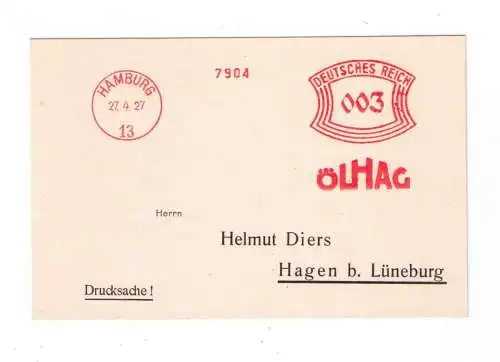 HAMBURG
27.4.27
13
7904
DEUTSCHES REICH
003
ÖLHAG
Herrn
Helmut Diers
Hagen b. Lüneburg
Drucksache!